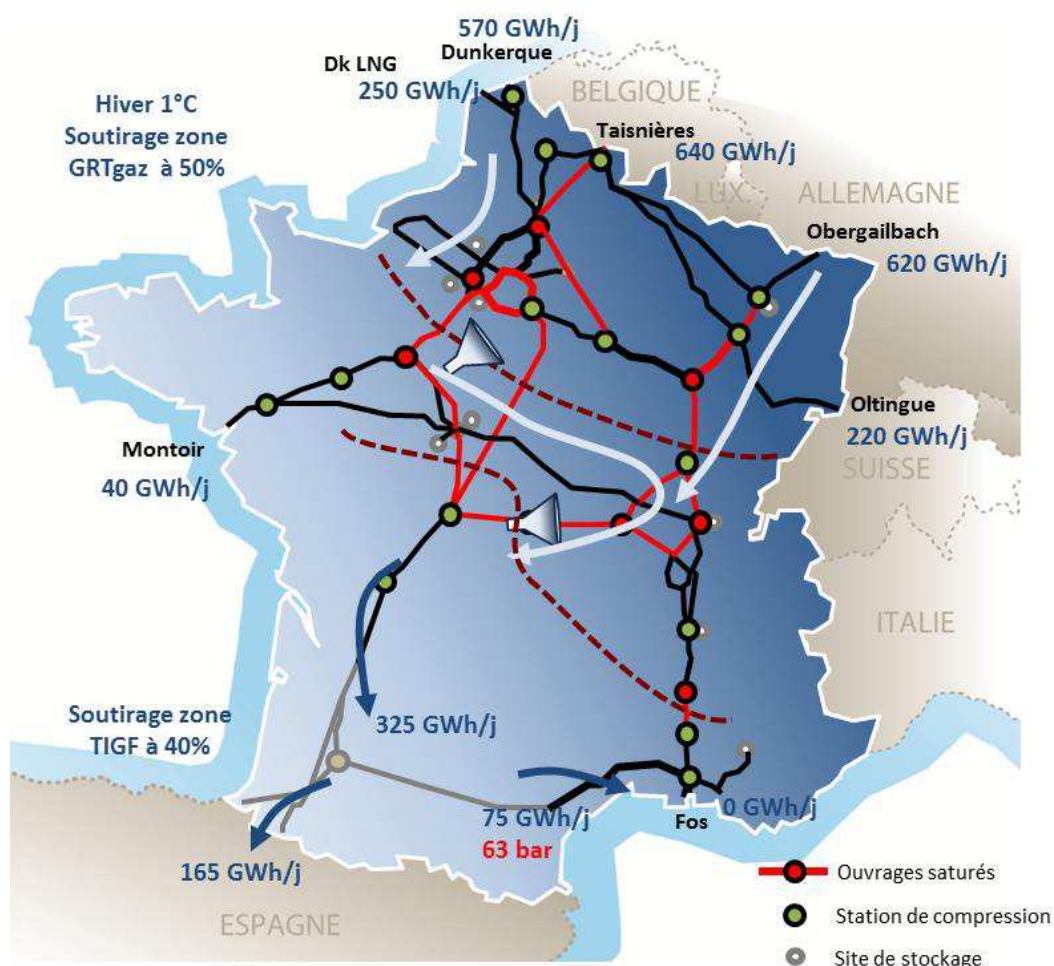 570 GWh/j
Dunkerque
Dk LNG
250 GWh/j
BELGIQUE
Hiver 1°C
Soutirage zone
GRTgaz à 50%
Taisnières
640 GWh/j
LUX.
ALLEMAGNE
Obergailbach
620 GWh/j
Oltingue
220 GWh/j
SUISSE
Montoir
40 GWh/j
ITALIE
Soutirage zone
TIGF à 40%
325 GWh/j
75 GWh/j
63 bar
Fos
0 GWh/j
165 GWh/j
ESPAGNE
Ouvrages saturés
Station de compression
Site de stockage